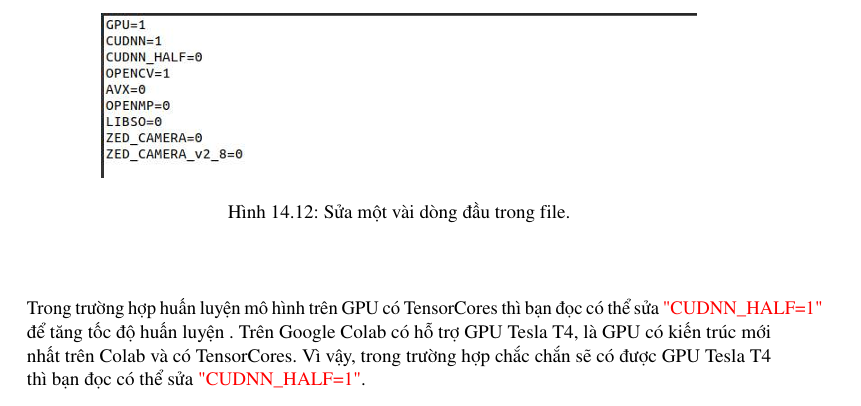 GPU=1
CUDNN=1
CUDNN_HALF=0
OPENCV=1
AVX=0
OPENMP=0
LIBSO=0
ZED_CAMERA=0
ZED_CAMERA_v2_8=0
Hình 14.12: Sửa một vài dòng đầu trong file.
Trong trường hợp huấn luyện mô hình trên GPU có TensorCores thì bạn đọc có thể sửa "CUDNN_HALF=1"
để tăng tốc độ huấn luyện . Trên Google Colab có hỗ trợ GPU Tesla T4, là GPU có kiến trúc mới
nhất trên Colab và có TensorCores. Vì vậy, trong trường hợp chắc chắn sẽ có được GPU Tesla T4
thì bạn đọc có thể sửa "CUDNN_HALF=1".